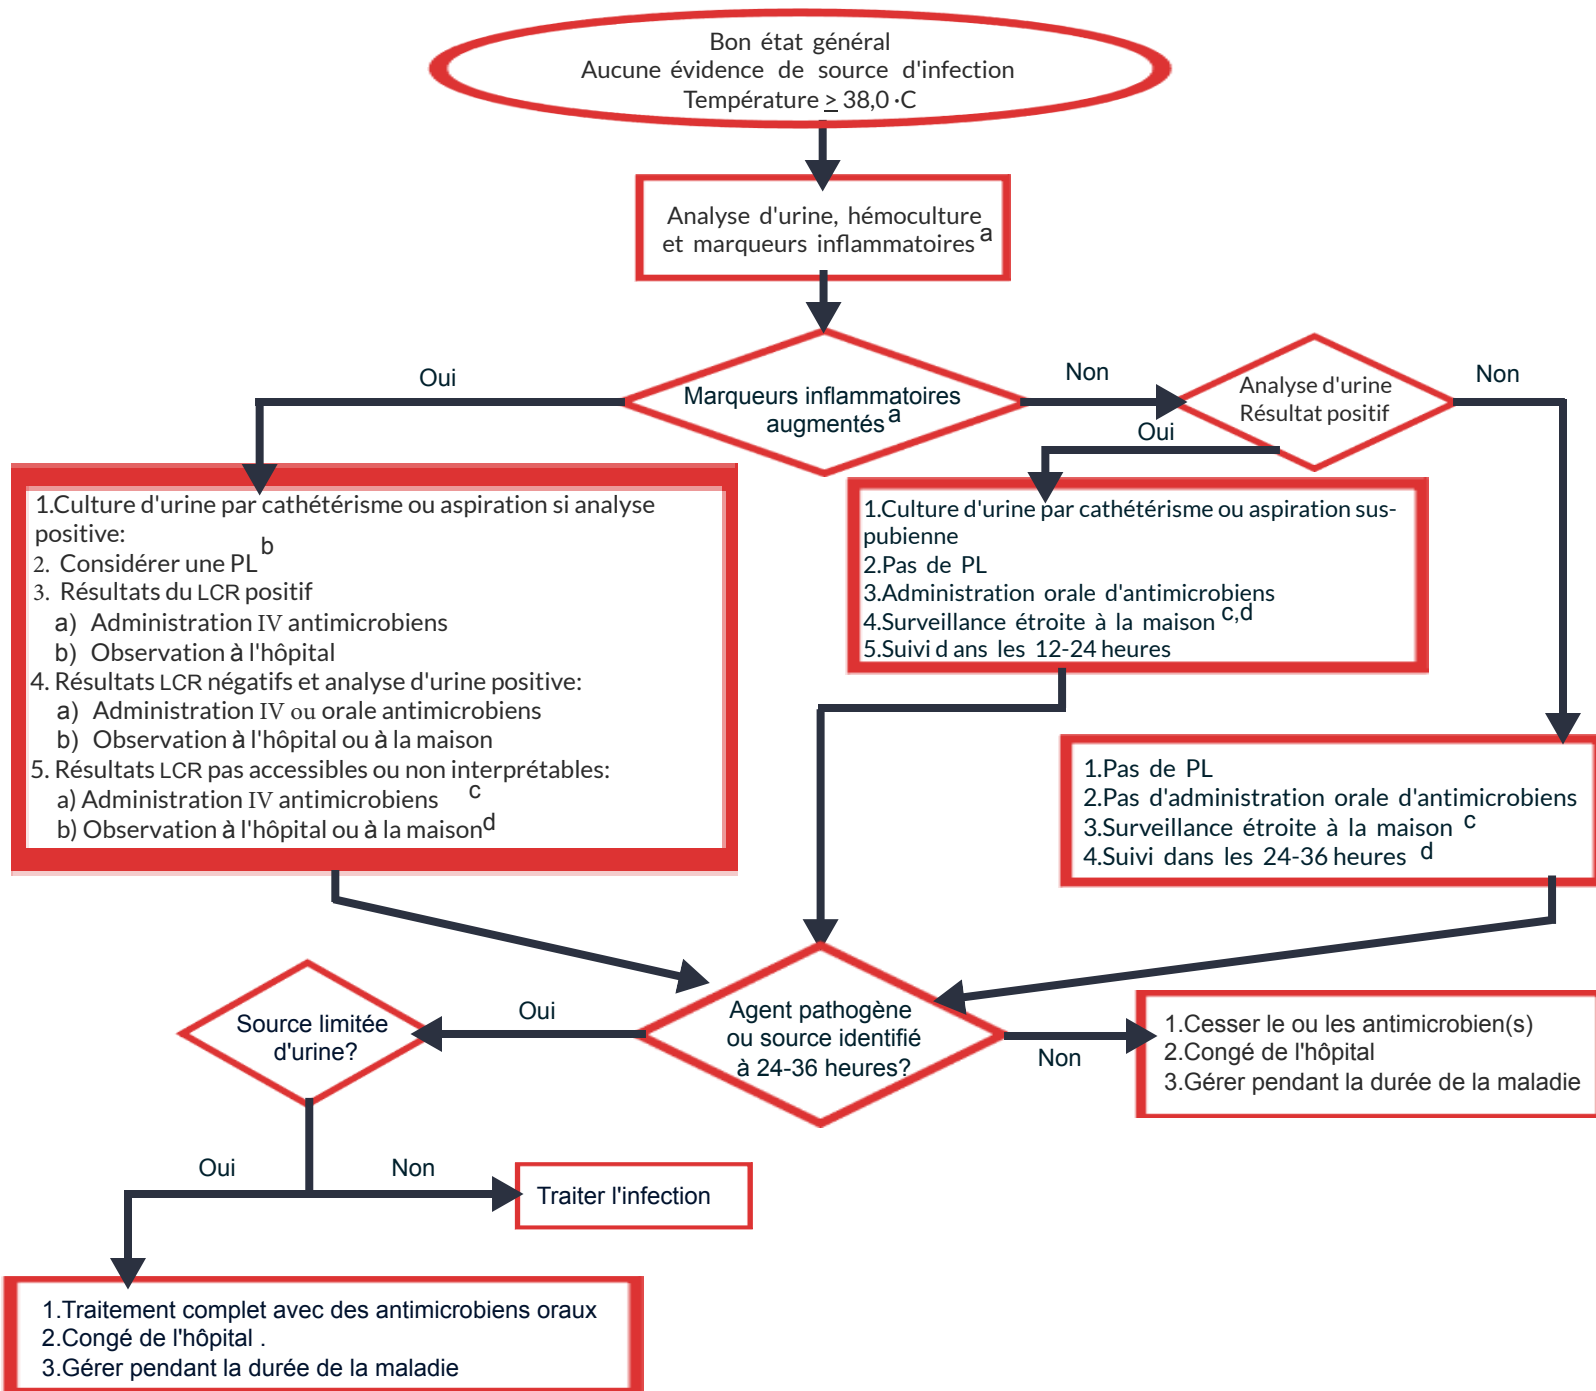 Bon état général
Aucune évidence de source d'infection
Température ≥ 38,0 ·C
Analyse d'urine, hémoculture
et marqueurs inflammatoires a
Oui
Marqueurs inflammatoires
augmentés a
Non
Analyse d'urine
Résultat positif
Non
Oui
1.Culture d'urine par cathétérisme ou aspiration si analyse
positive:
2. Considérer une PL b
3. Résultats du LCR positif
a) Administration IV antimicrobiens
b) Observation à l'hôpital
4. Résultats LCR négatifs et analyse d'urine positive:
a) Administration IV ou orale antimicrobiens
b) Observation à l'hôpital ou à la maison
5. Résultats LCR pas accessibles ou non interprétables:
a) Administration IV antimicrobiens c
b) Observation à l'hôpital ou à la maison d
1.Culture d'urine par cathétérisme ou aspiration sus-
pubienne
2.Pas de PL
3.Administration orale d'antimicrobiens
4.Surveillance étroite à la maison c,d
5.Suivi d ans les 12-24 heures
1.Pas de PL
2.Pas d'administration orale d'antimicrobiens
3.Surveillance étroite à la maison c
4.Suivi dans les 24-36 heures d
Agent pathogène
ou source identifié
à 24-36 heures?
Oui
Non
Source limitée
d'urine?
1.Cesser le ou les antimicrobien(s)
2.Congé de l'hôpital
3.Gérer pendant la durée de la maladie
Oui
Non
Traiter l'infection
1.Traitement complet avec des antimicrobiens oraux
2.Congé de l'hôpital .
3.Gérer pendant la durée de la maladie